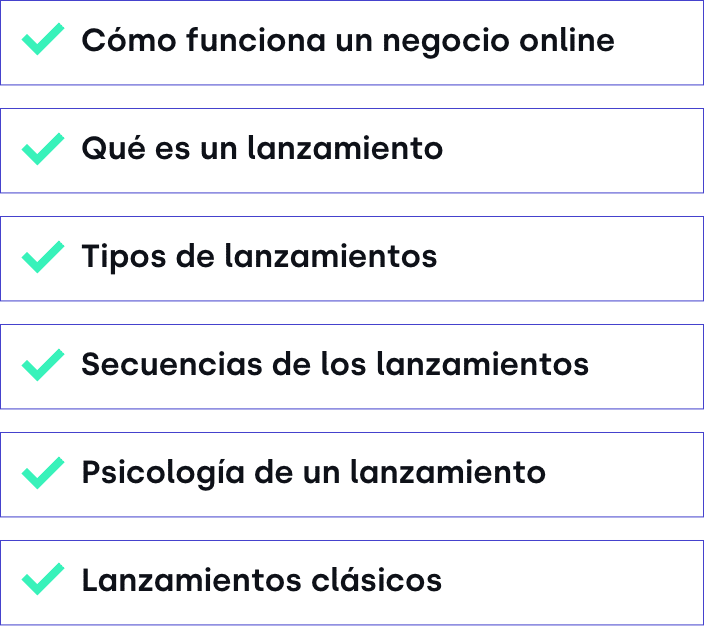 Cómo funciona un negocio online
Qué es un lanzamiento
Tipos de lanzamientos
Secuencias de los lanzamientos
Psicología de un lanzamiento
Lanzamientos clásicos